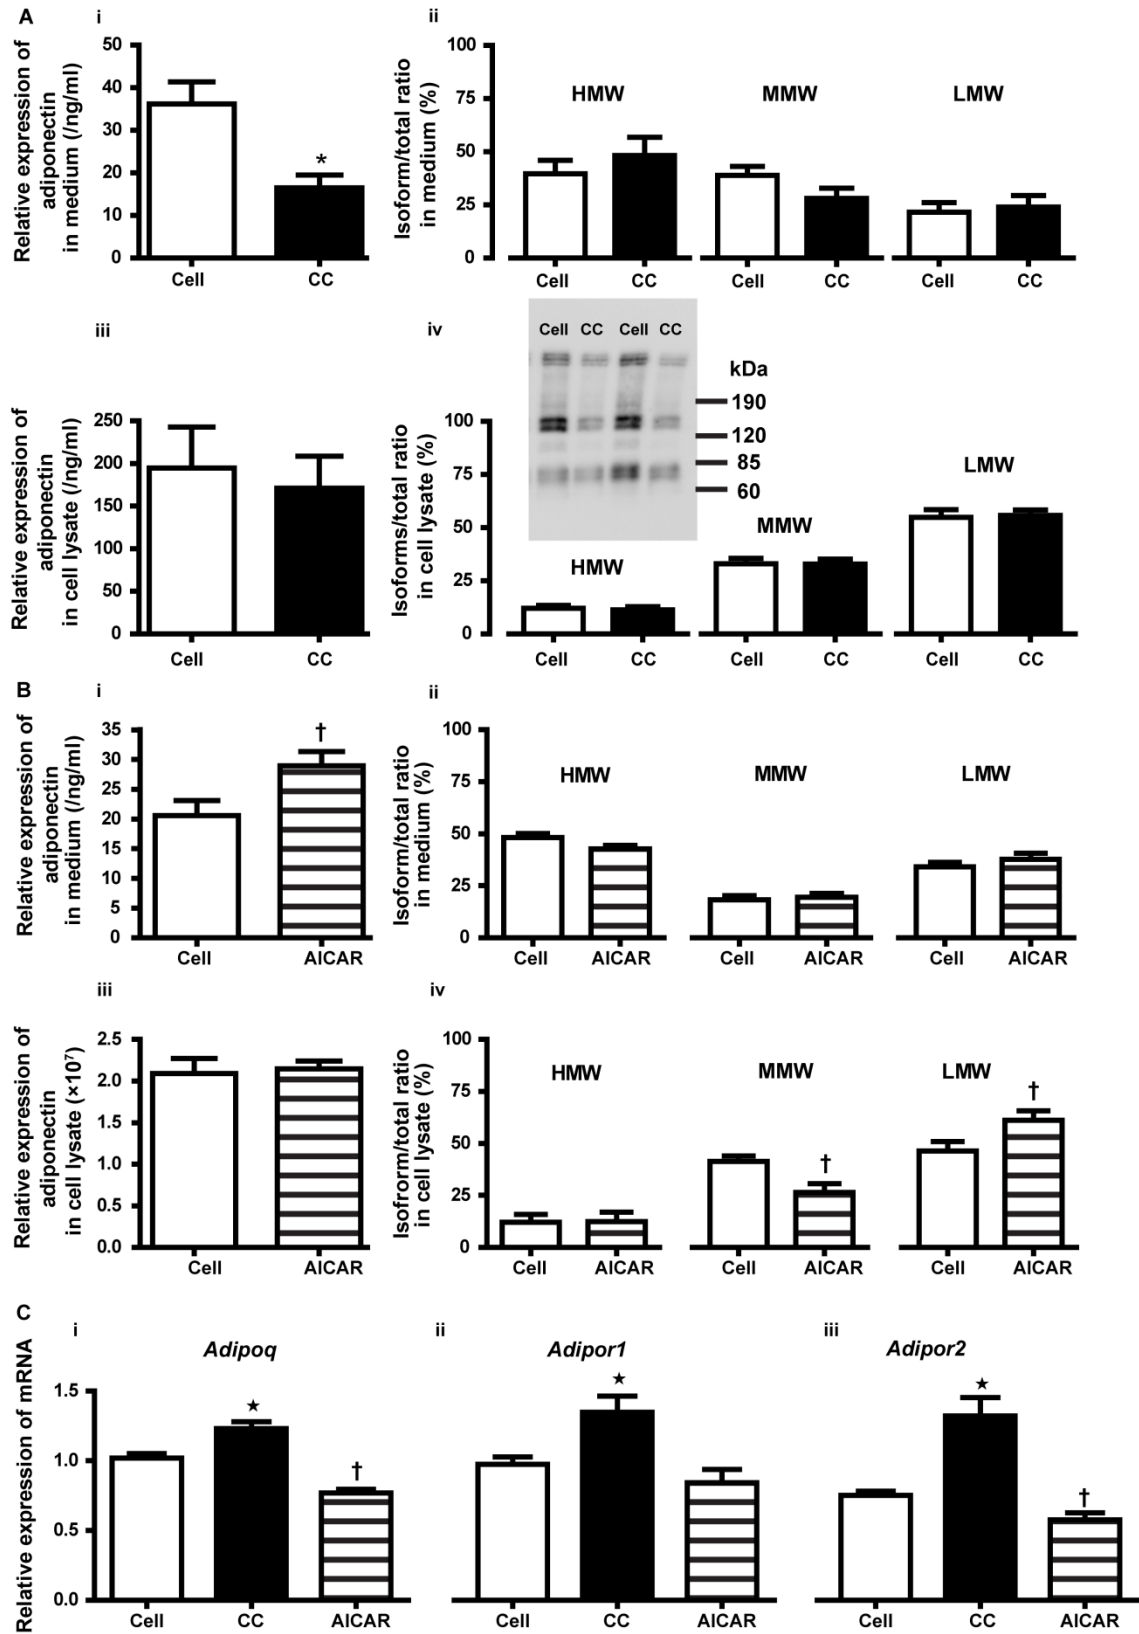 A
i
Relative expression of
adiponectin
in medium (/ng/ml)
50
40
30
20
10
0
*
Cell CC
ii
Isoform/total ratio
in medium (%)
100
75
50
25
0
HMW MMW LMW
Cell CC Cell CC Cell CC
iii
Relative expression of
adiponectin
in cell lysate (/ng/ml)
250
200
150
100
50
0
Cell CC
iv
Isoforms/total ratio
in cell lysate (%)
100
75
50
25
0
Cell CC Cell CC
kDa
190
120
85
60
HMW MMW LMW
Cell CC Cell CC Cell CC
B
i
Relative expression of
adiponectin
in medium (/ng/ml)
35
30
25
20
15
10
5
0
†
Cell AICAR
ii
Isoform/total ratio
in medium (%)
100
75
50
25
0
HMW MMW LMW
Cell AICAR Cell AICAR Cell AICAR
iii
Relative expression of
adiponectin
in cell lysate (×10⁷)
2.5
2.0
1.5
1.0
0.5
0.0
Cell AICAR
iv
Isofrorm/total ratio
in cell lysate (%)
100
75
50
25
0
HMW MMW LMW
† †
Cell AICAR Cell AICAR Cell AICAR
C
Relative expression of mRNA
i
Adipoq
1.5
1.0
0.5
0.0
★ †
Cell CC AICAR
ii
Adipor1
★
Cell CC AICAR
iii
Adipor2
★ †
Cell CC AICAR